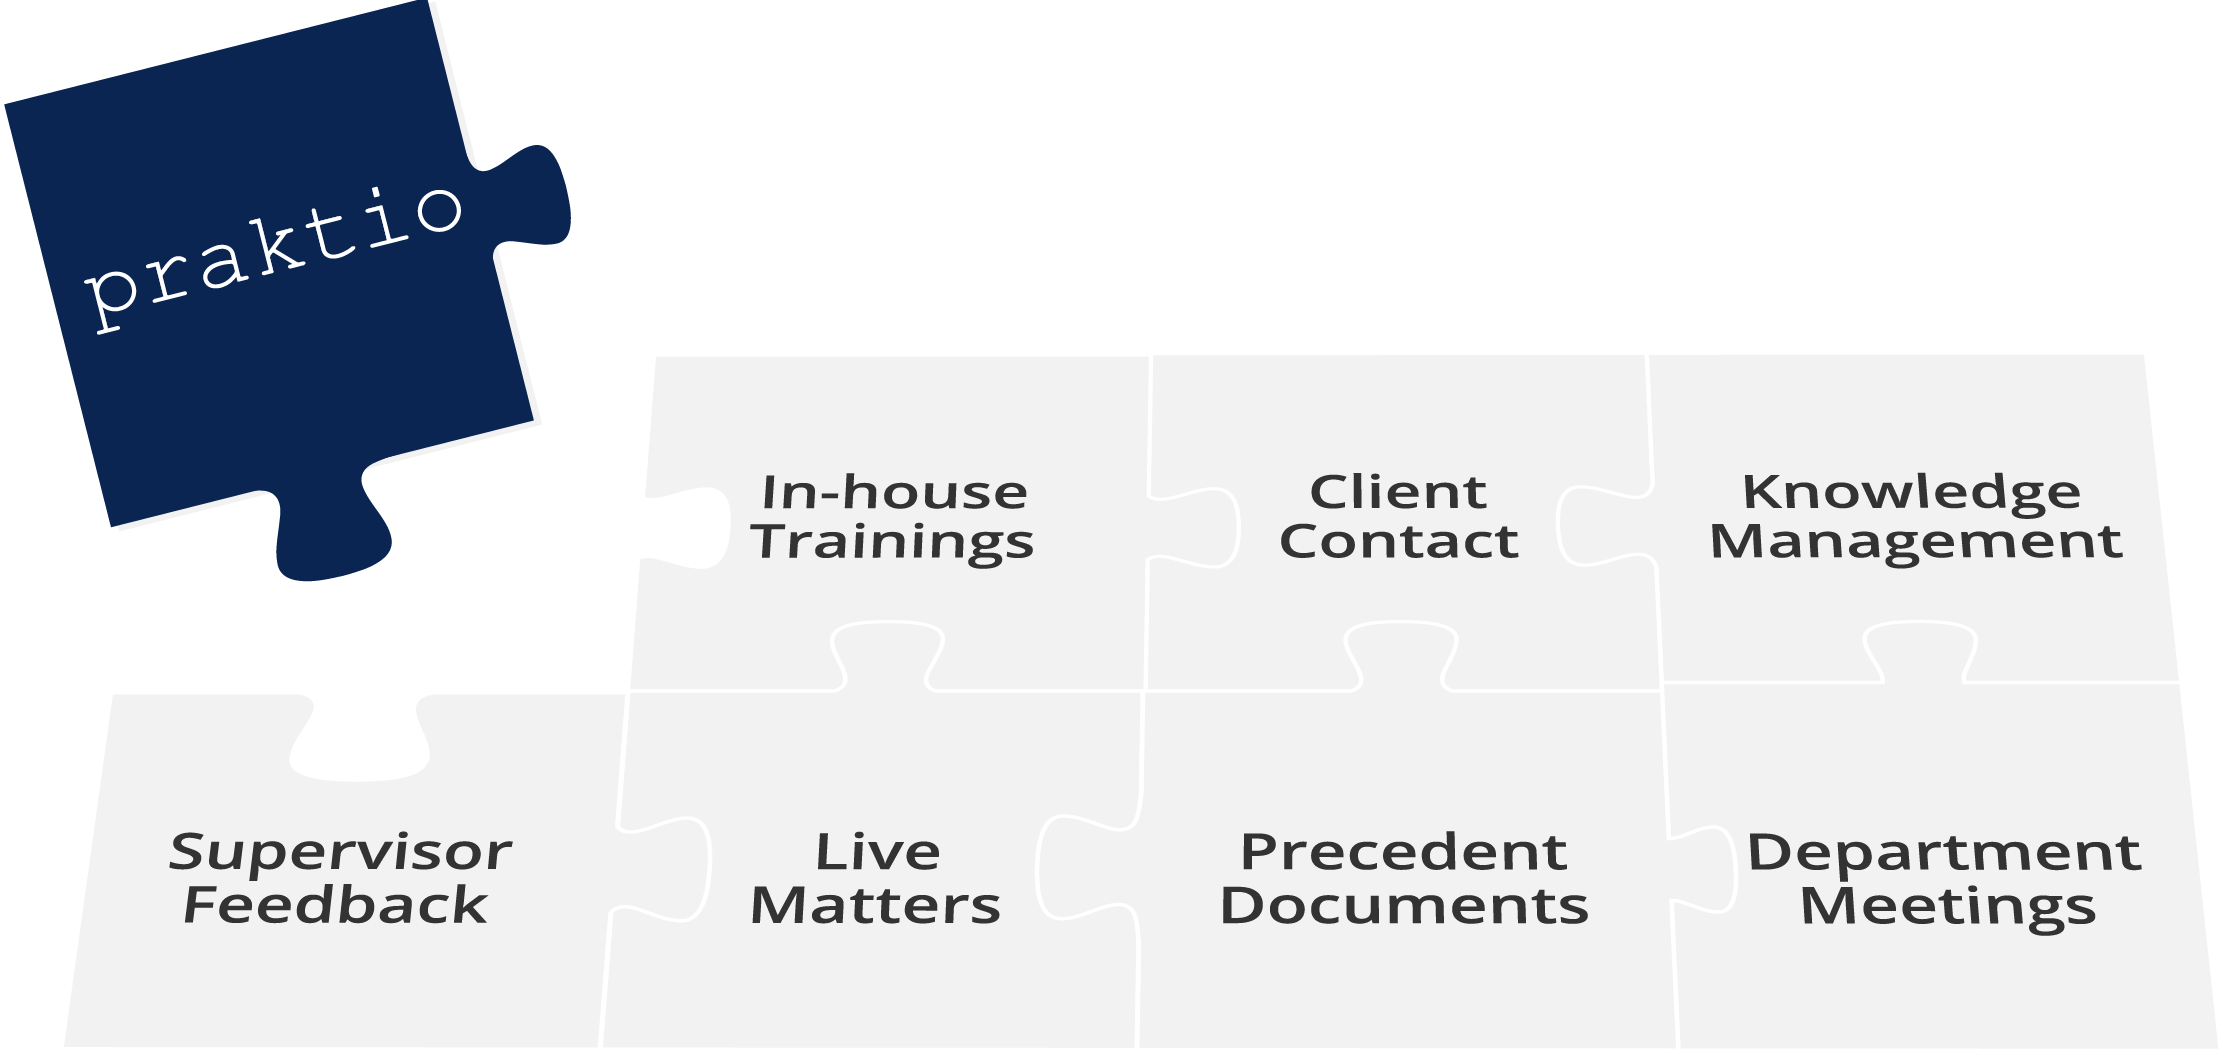 praktio
In-house
Trainings
Client
Contact
Knowledge
Management
Supervisor
Feedback
Live
Matters
Precedent
Documents
Department
Meetings